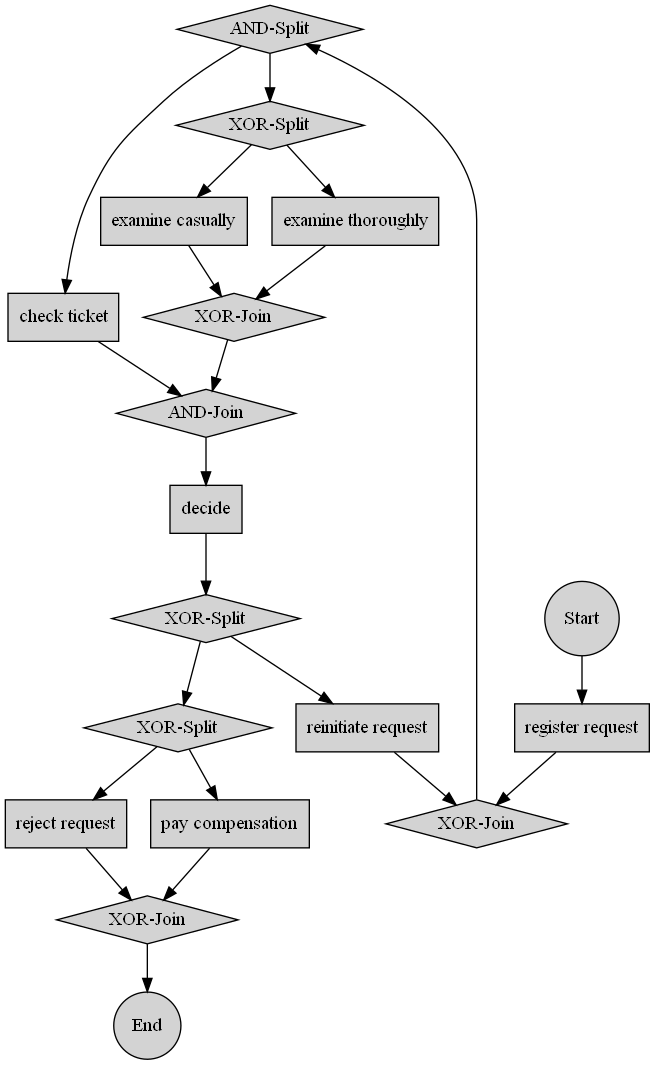 AND-Split
XOR-Split
examine casually
examine thoroughly
check ticket
XOR-Join
AND-Join
decide
XOR-Split
Start
XOR-Split
reinitiate request
register request
reject request
pay compensation
XOR-Join
XOR-Join
End